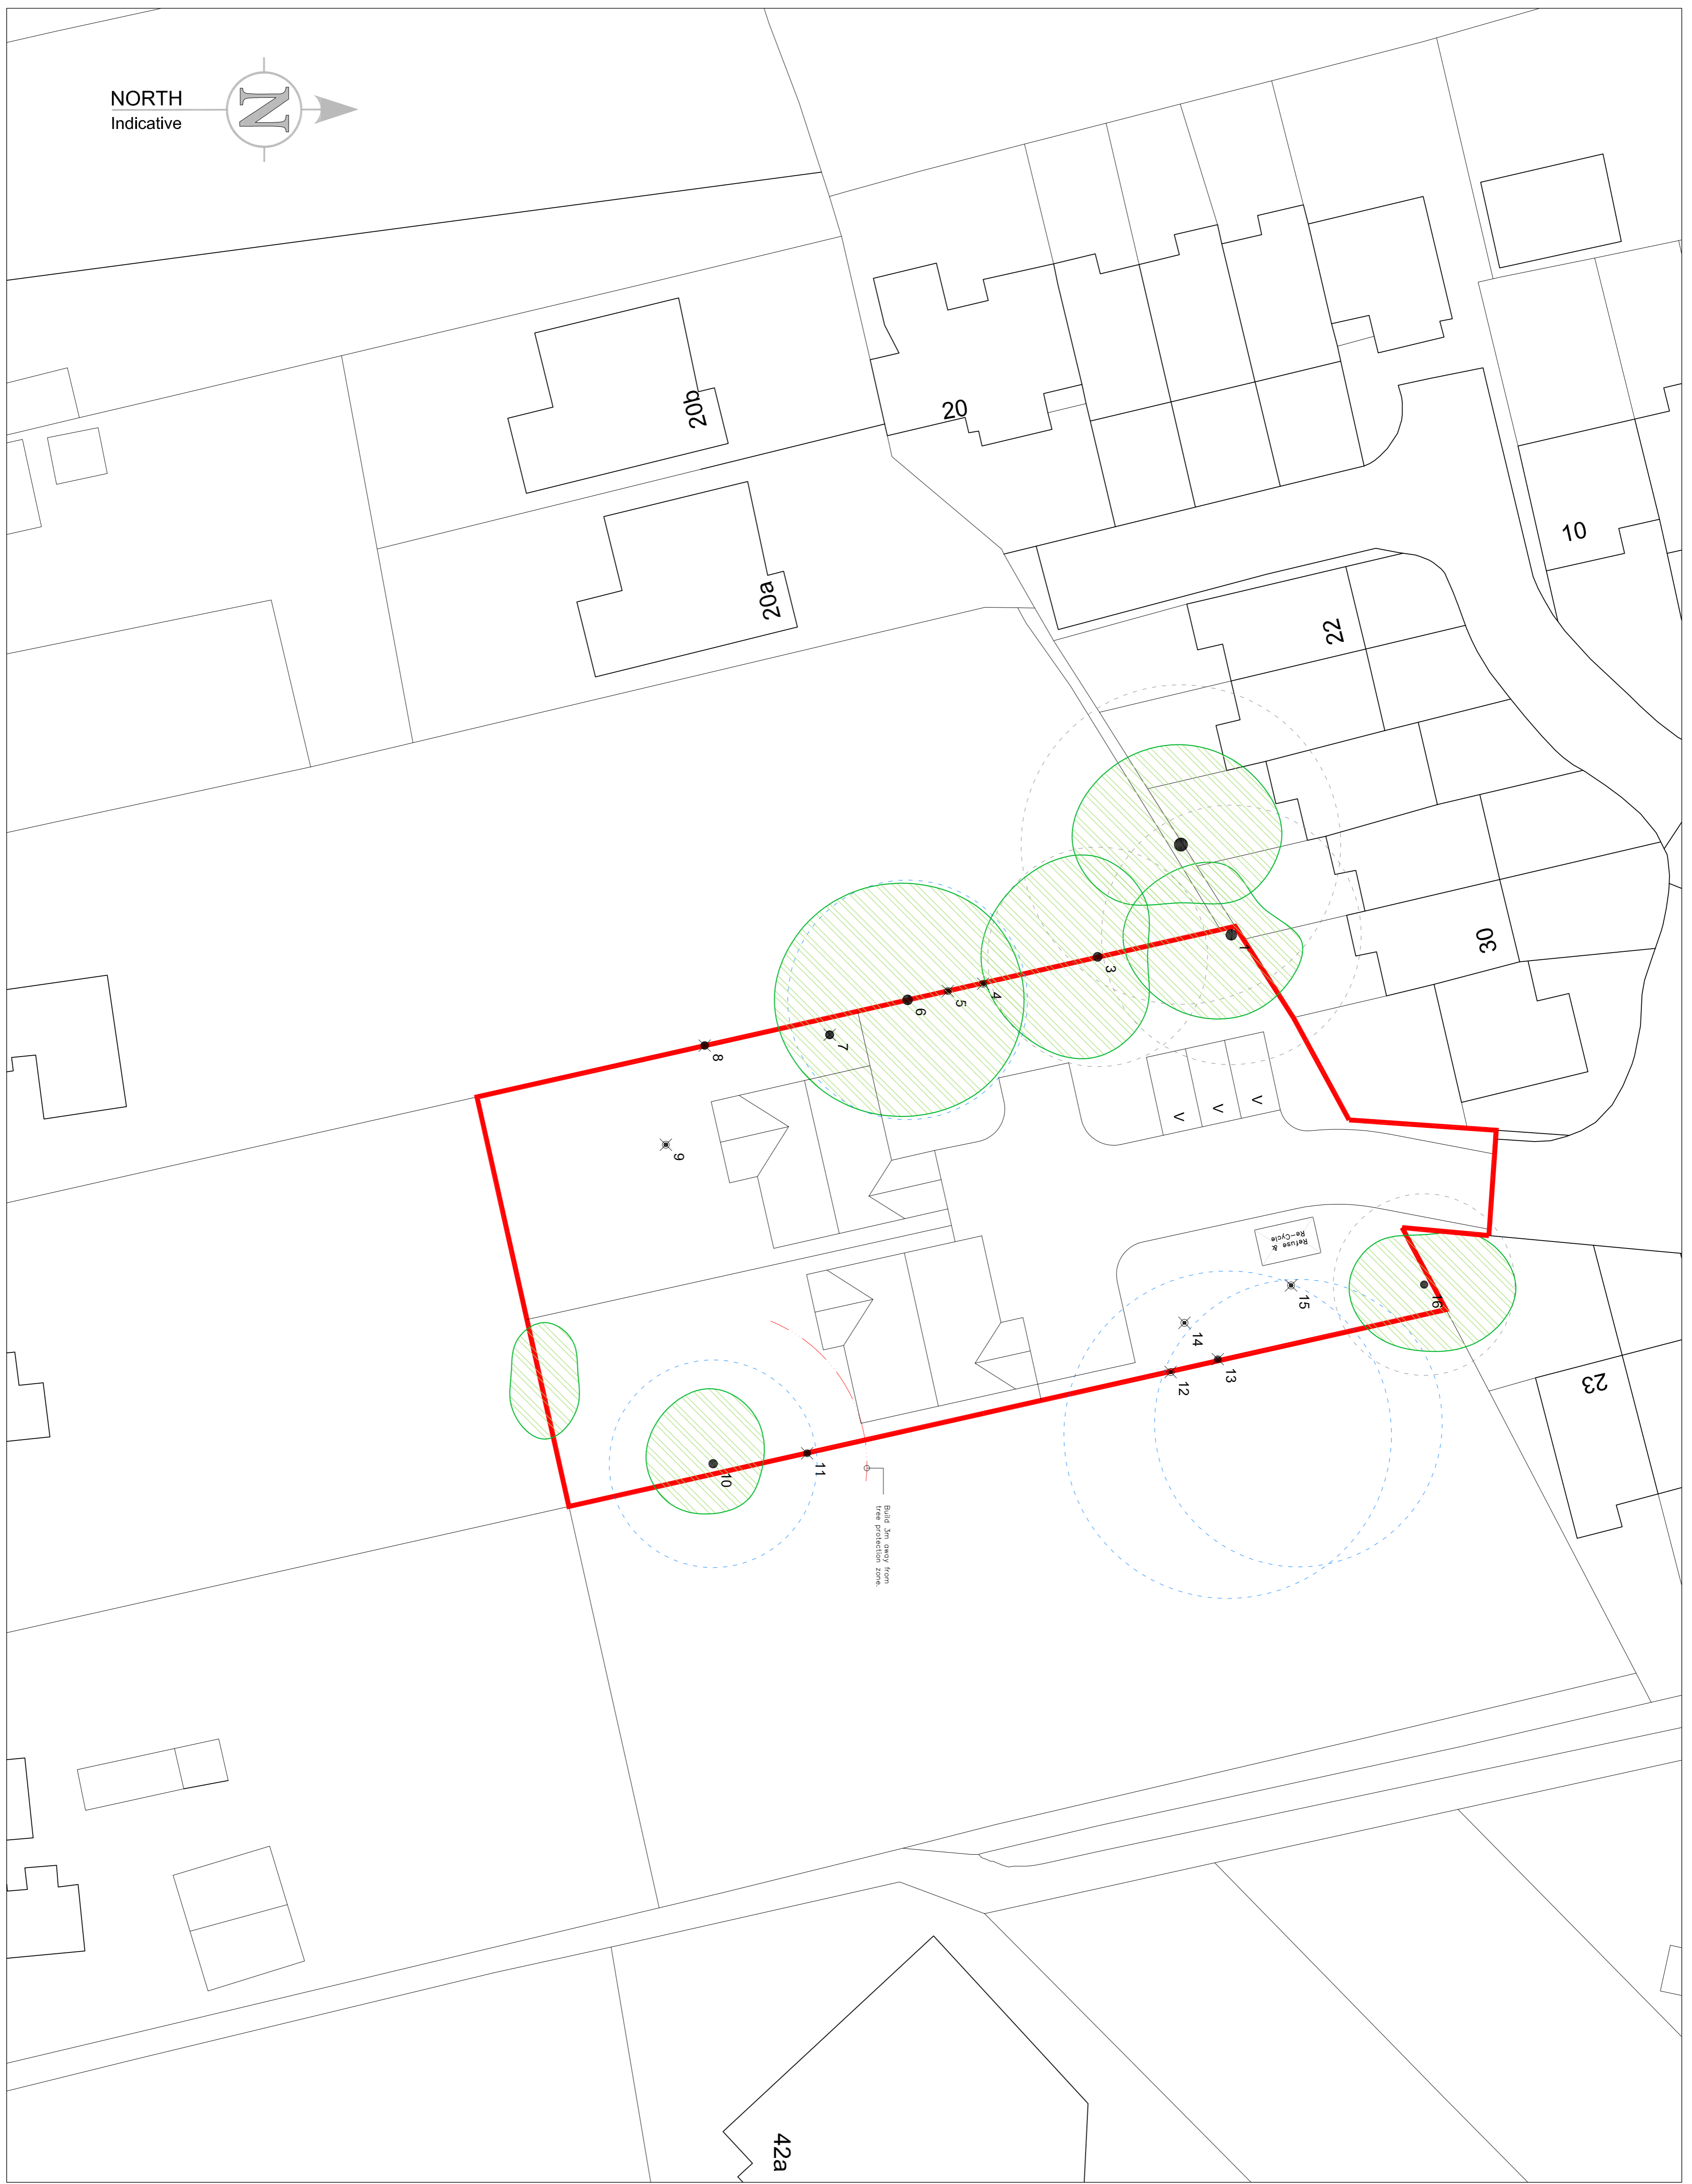 NORTH
Indicative
N
20b
20
20a
10
22
30
1
3
4
5
6
7
8
9
V
V
V
Refuse &
Re-Cycle
16
15
14
13
12
11
10
23
Build 3m away from
tree protection zone.
42a